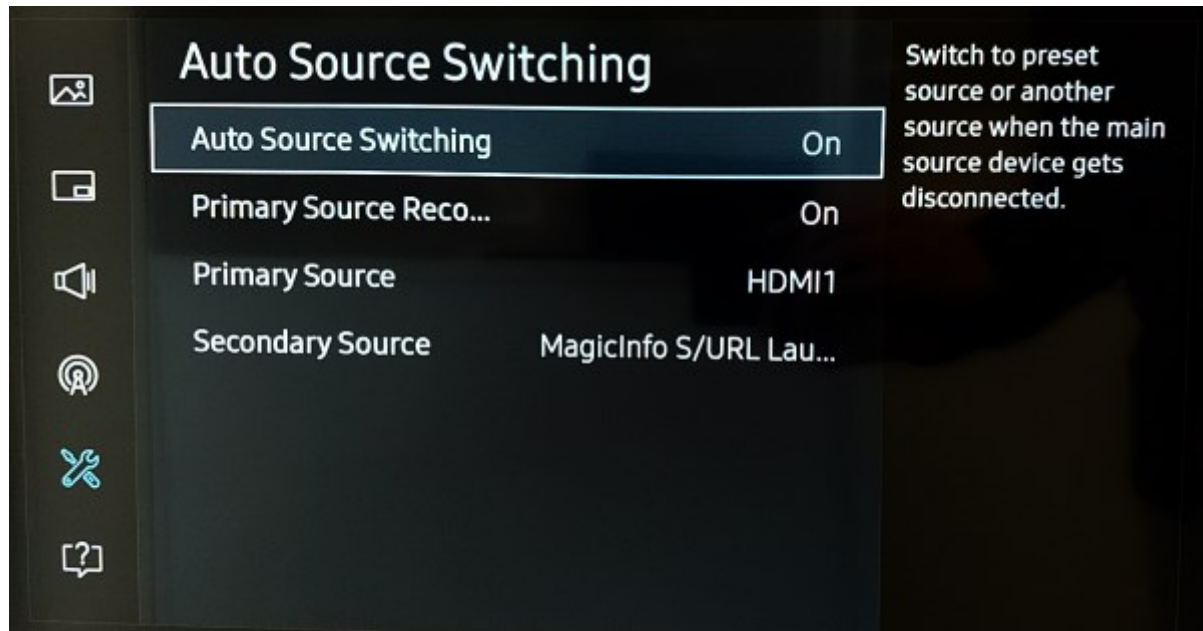 Auto Source Switching
Auto Source Switching On
Primary Source Reco... On
Primary Source HDMI1
Secondary Source MagicInfo S/URL Lau...
Switch to preset
source or another
source when the main
source device gets
disconnected.